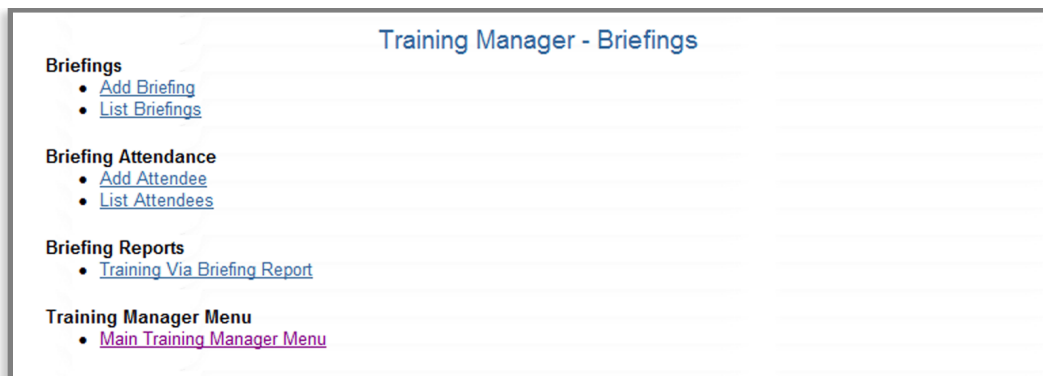 Training Manager - Briefings
Briefings
Add Briefing
List Briefings
Briefing Attendance
Add Attendee
List Attendees
Briefing Reports
Training Via Briefing Report
Training Manager Menu
Main Training Manager Menu